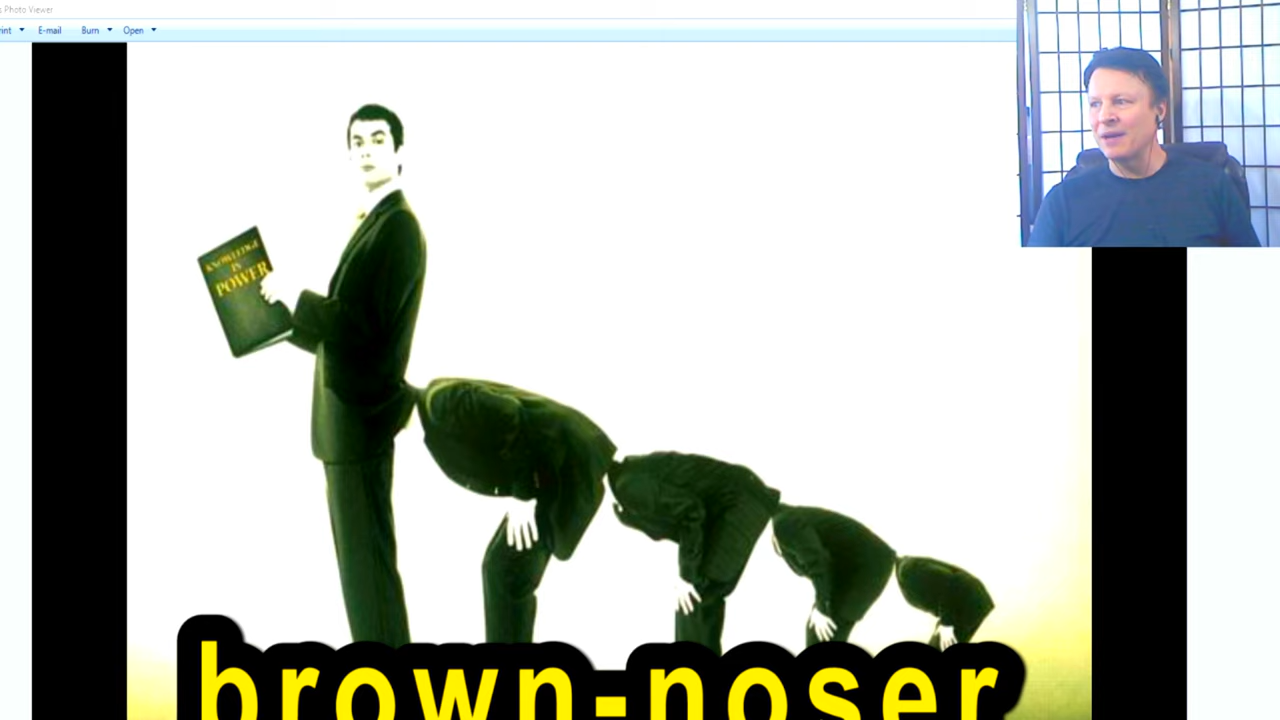 Photo Viewer
E-mail Burn Open
KNOWLEDGE
IS
POWER
brown-noser